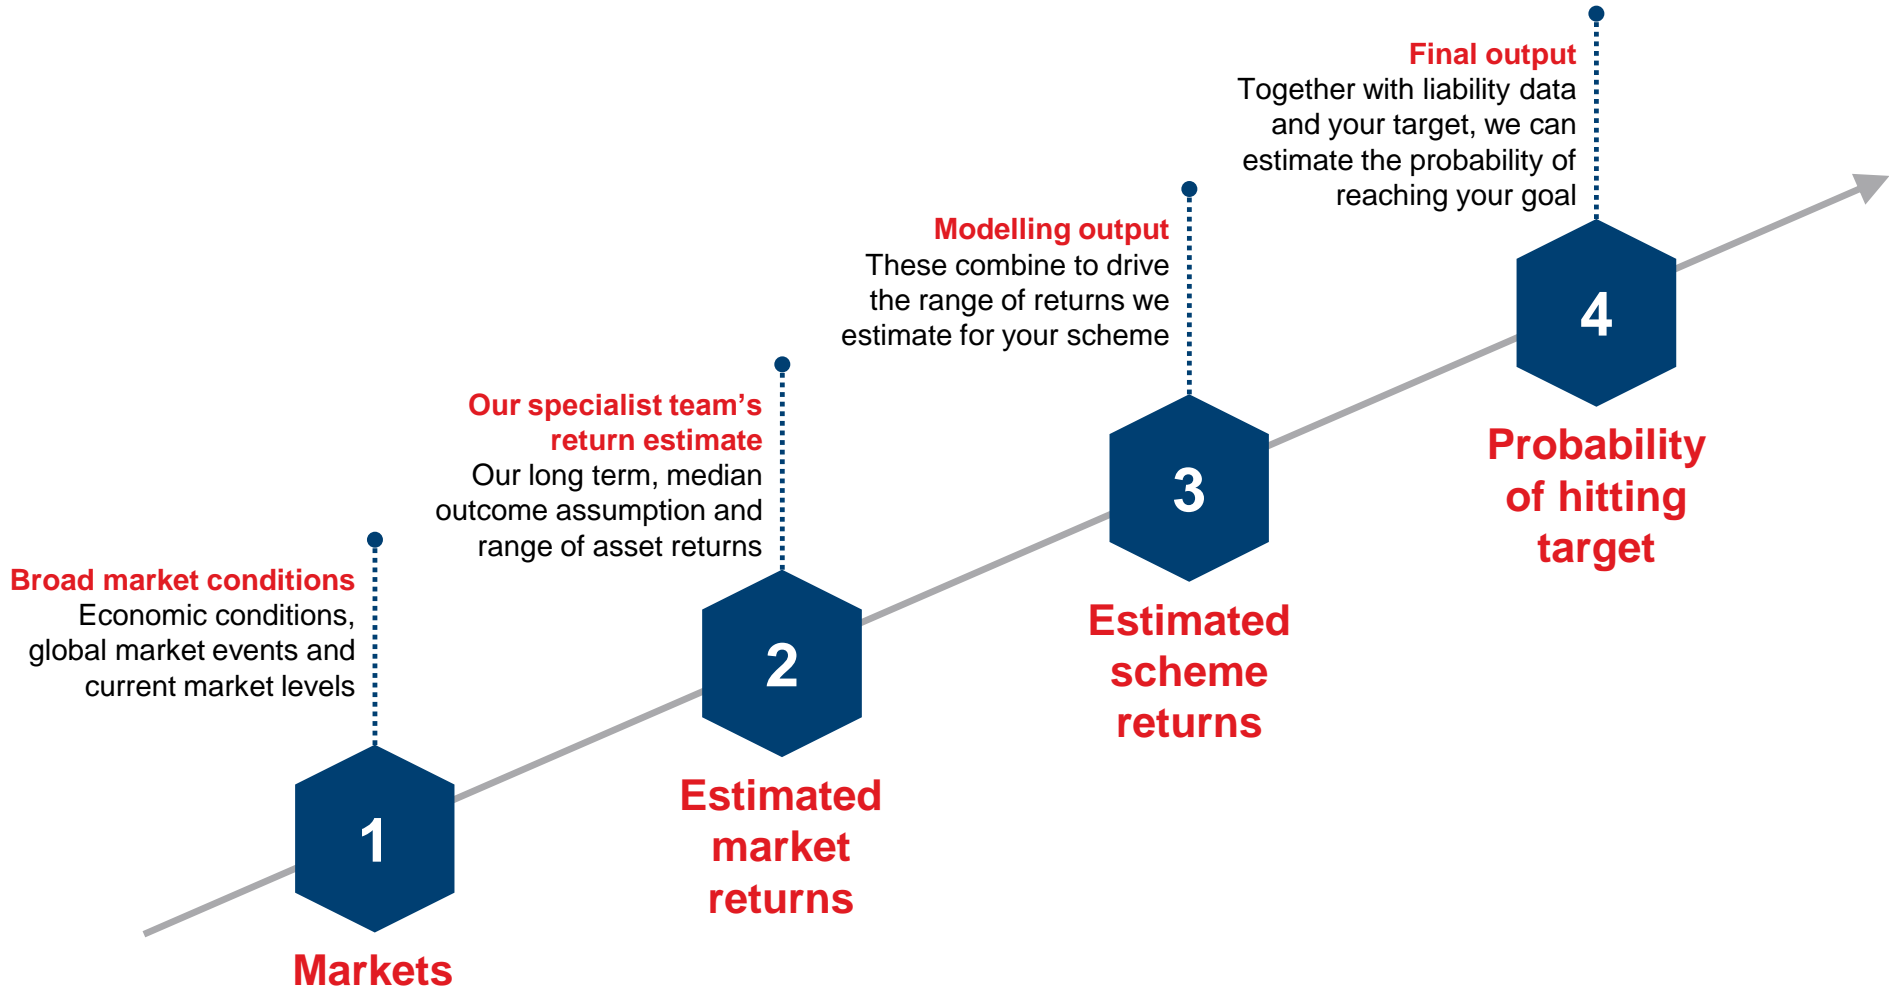 Broad market conditions
Economic conditions,
global market events and
current market levels
1
Markets
Our specialist team’s
return estimate
Our long term, median
outcome assumption and
range of asset returns
2
Estimated
market
returns
Modelling output
These combine to drive
the range of returns we
estimate for your scheme
3
Estimated
scheme
returns
Final output
Together with liability data
and your target, we can
estimate the probability of
reaching your goal
4
Probability
of hitting
target